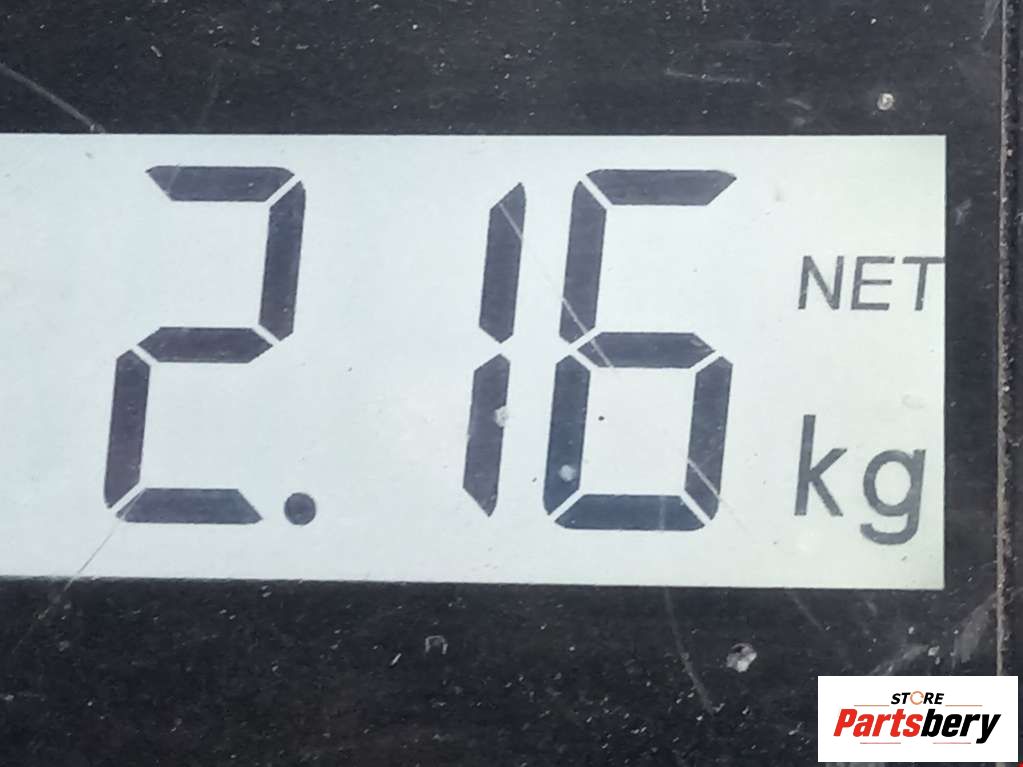 2.16
NET
kg
STORE
Partsbery